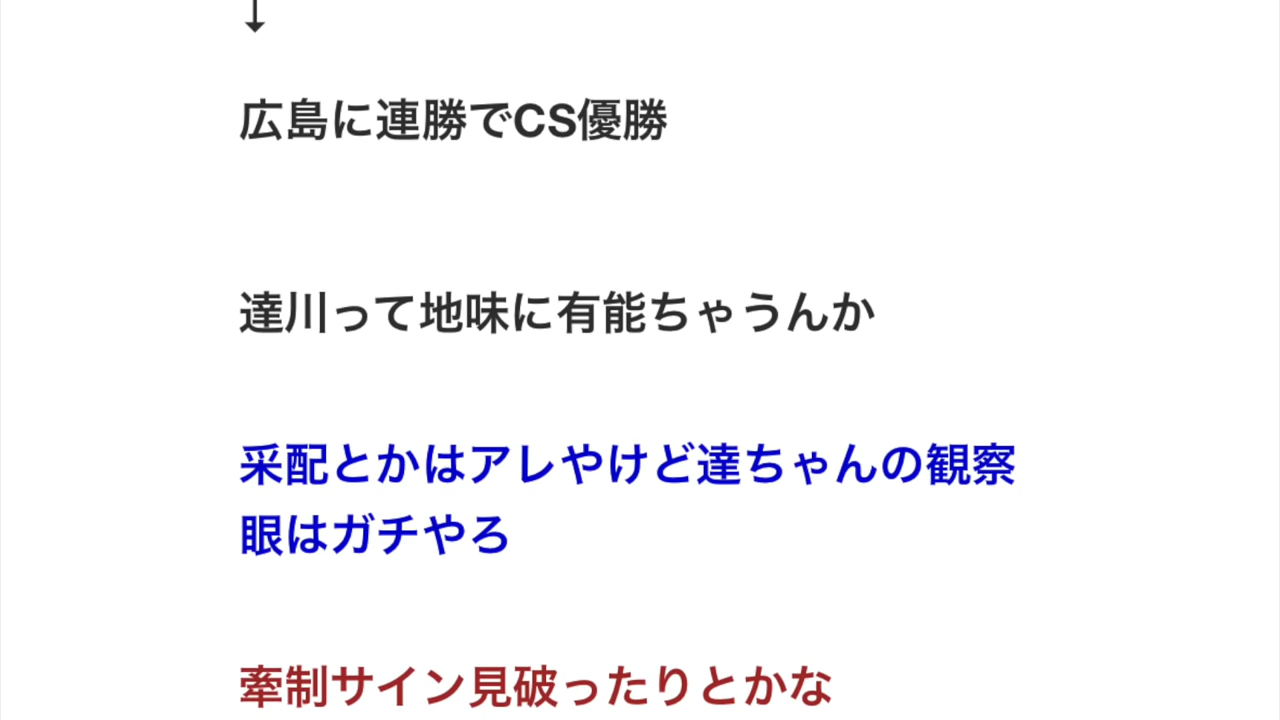 ↓
広島に連勝でCS優勝
達川って地味に有能ちゃうんか
采配とかはアレやけど達ちゃんの観察
眼はガチやろ
牽制サイン見破ったりとかな